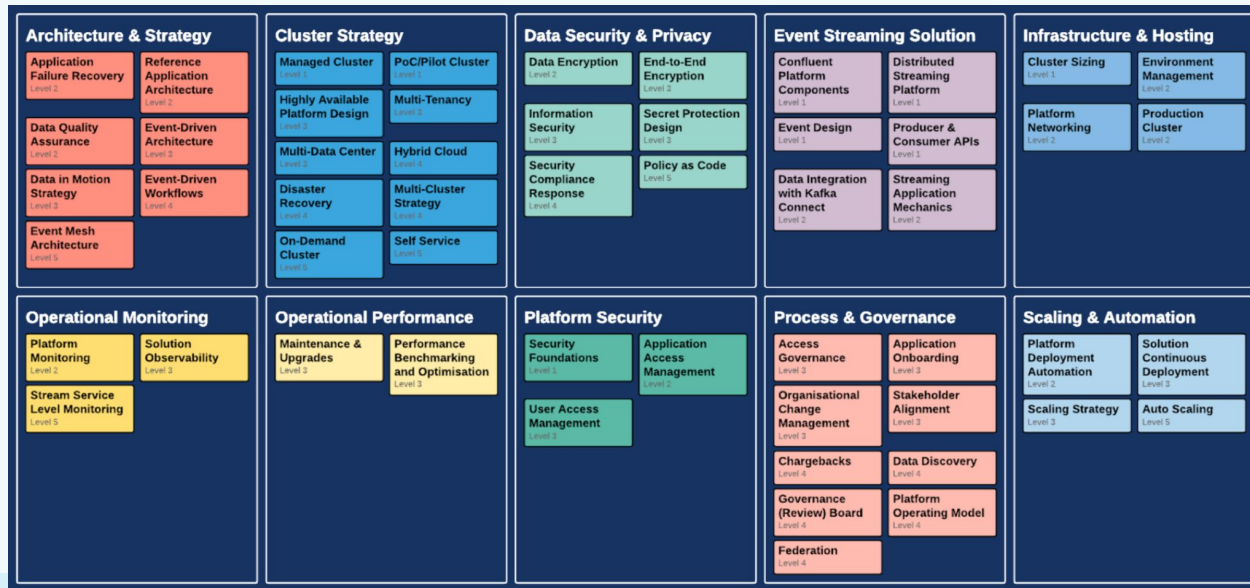 Architecture & Strategy
Application
Failure Recovery
Level 2
Reference
Application
Architecture
Level 2
Data Quality
Assurance
Level 2
Event-Driven
Architecture
Level 3
Data in Motion
Strategy
Level 3
Event-Driven
Workflows
Level 4
Event Mesh
Architecture
Level 5
Cluster Strategy
Managed Cluster
Level 1
PoC/Pilot Cluster
Level 1
Highly Available
Platform Design
Level 3
Multi-Tenancy
Level 3
Multi-Data Center
Level 3
Hybrid Cloud
Level 4
Disaster
Recovery
Level 4
Multi-Cluster
Strategy
Level 4
On-Demand
Cluster
Level 5
Self Service
Level 5
Data Security & Privacy
Data Encryption
Level 2
End-to-End
Encryption
Level 3
Information
Security
Level 3
Secret Protection
Design
Level 3
Security
Compliance
Response
Level 4
Policy as Code
Level 5
Event Streaming Solution
Confluent
Platform
Components
Level 1
Distributed
Streaming
Platform
Level 1
Event Design
Level 1
Producer &
Consumer APIs
Level 1
Data Integration
with Kafka
Connect
Level 2
Streaming
Application
Mechanics
Level 2
Infrastructure & Hosting
Cluster Sizing
Level 1
Environment
Management
Level 2
Platform
Networking
Level 2
Production
Cluster
Level 2
Operational Monitoring
Platform
Monitoring
Level 2
Solution
Observability
Level 3
Stream Service
Level Monitoring
Level 5
Operational Performance
Maintenance &
Upgrades
Level 3
Performance
Benchmarking
and Optimisation
Level 3
Platform Security
Security
Foundations
Level 1
Application
Access
Management
Level 2
User Access
Management
Level 3
Process & Governance
Access
Governance
Level 3
Application
Onboarding
Level 3
Organisational
Change
Management
Level 3
Stakeholder
Alignment
Level 3
Chargebacks
Level 4
Data Discovery
Level 4
Governance
(Review) Board
Level 4
Platform
Operating Model
Level 4
Federation
Level 4
Scaling & Automation
Platform
Deployment
Automation
Level 2
Solution
Continuous
Deployment
Level 3
Scaling Strategy
Level 3
Auto Scaling
Level 5